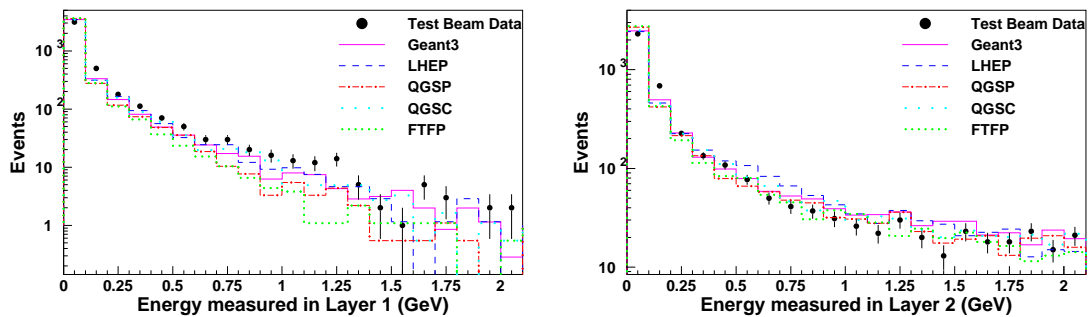 Events
10³
10²
10
1
Test Beam Data
Geant3
LHEP
QGSP
QGSC
FTFP
0 0.25 0.5 0.75 1 1.25 1.5 1.75 2
Energy measured in Layer 1 (GeV)
Events
10³
10²
10
Test Beam Data
Geant3
LHEP
QGSP
QGSC
FTFP
0 0.25 0.5 0.75 1 1.25 1.5 1.75 2
Energy measured in Layer 2 (GeV)